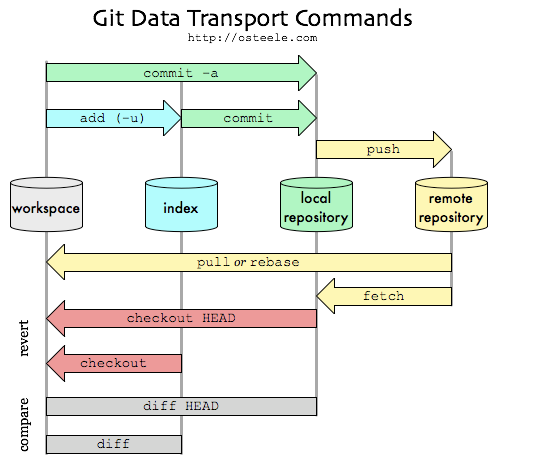 Git Data Transport Commands
http://osteele.com
commit -a
add (-u)
commit
push
workspace
index
local
repository
remote
repository
pull or rebase
fetch
revert
checkout HEAD
checkout
compare
diff HEAD
diff